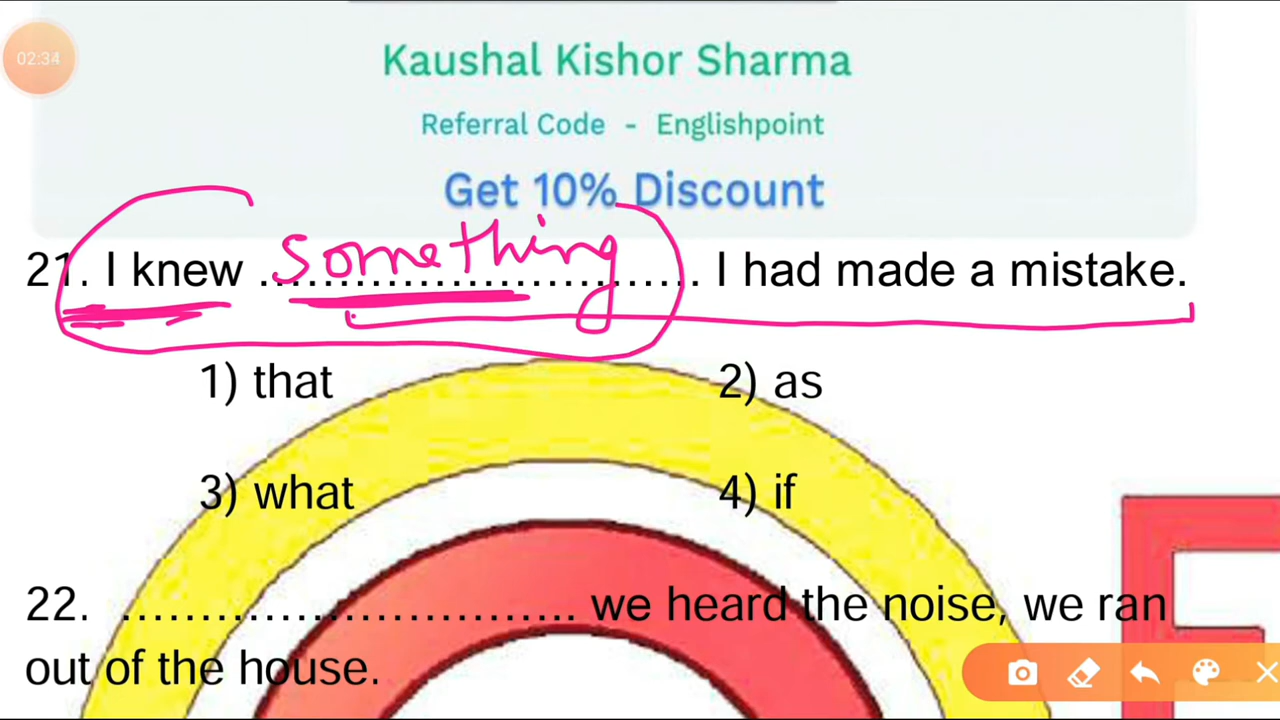 02:34
Kaushal Kishor Sharma
Referral Code - Englishpoint
Get 10% Discount
21. I knew ...something... I had made a mistake.
1) that 2) as
3) what 4) if
22. ................................. we heard the noise, we ran
out of the house.